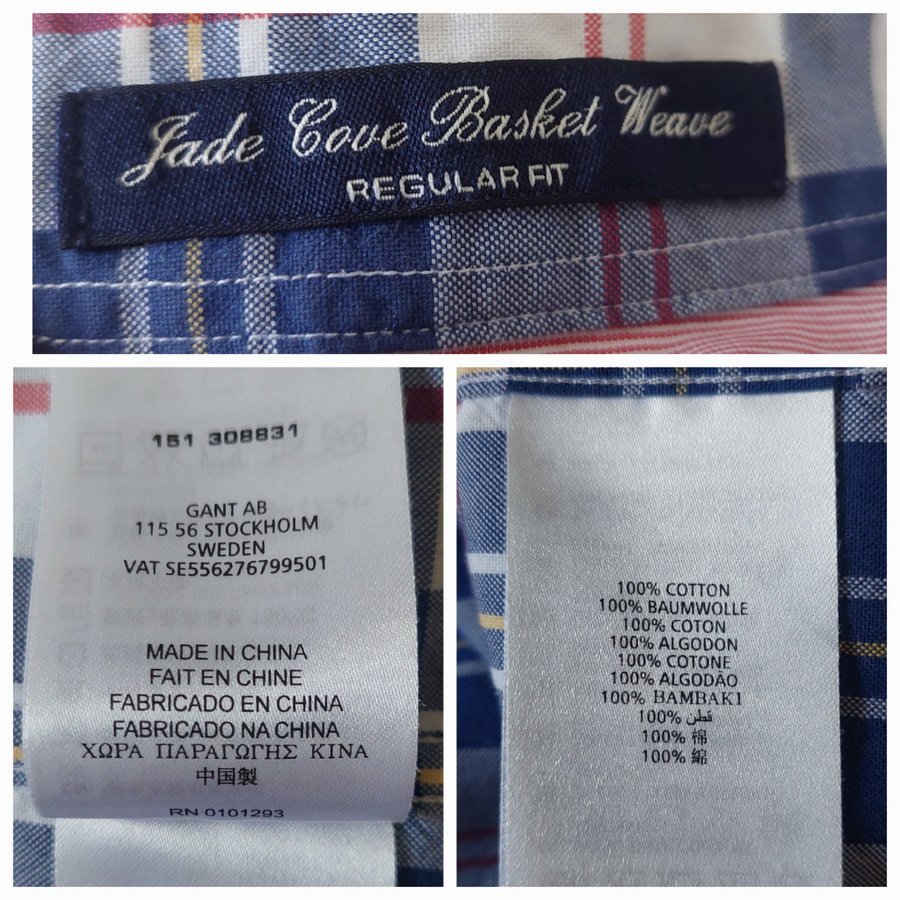 Jade Cove Basket Weave
REGULAR FIT
151 308831
GANT AB
115 56 STOCKHOLM
SWEDEN
VAT SE556276799501
MADE IN CHINA
FAIT EN CHINE
FABRICADO EN CHINA
FABRICADO NA CHINA
ΧΩΡΑ ΠΑΡΑΓΩΓΗΣ ΚΙΝΑ
中国製
RN 0101293
100% COTTON
100% BAUMWOLLE
100% COTON
100% ALGODON
100% COTONE
100% ALGODÃO
100% ΒΑΜΒΑΚΙ
100% قطن
100% 棉
100% 綿